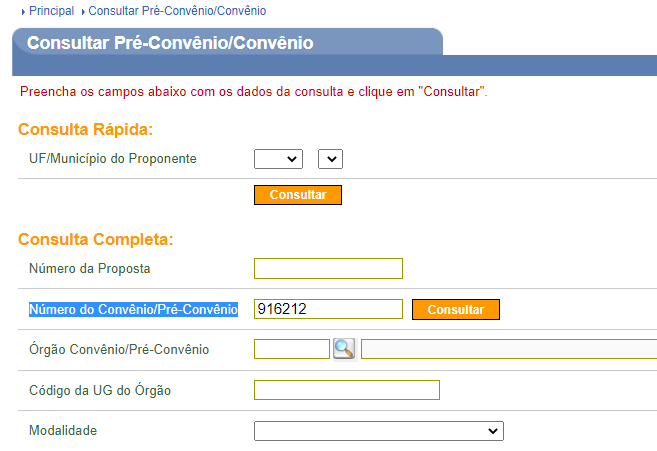 Principal Consultar Pré-Convênio/Convênio
Consultar Pré-Convênio/Convênio
Preencha os campos abaixo com os dados da consulta e clique em "Consultar".
Consulta Rápida:
UF/Município do Proponente
Consultar
Consulta Completa:
Número da Proposta
Número do Convênio/Pré-Convênio 916212 Consultar
Órgão Convênio/Pré-Convênio
Código da UG do Órgão
Modalidade